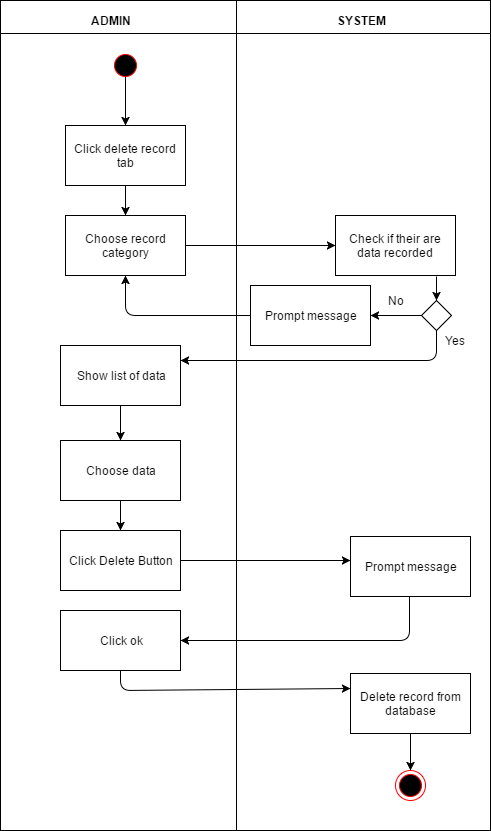 ADMIN
SYSTEM
Click delete record
tab
Choose record
category
Check if their are
data recorded
No
Prompt message
Yes
Show list of data
Choose data
Click Delete Button
Prompt message
Click ok
Delete record from
database